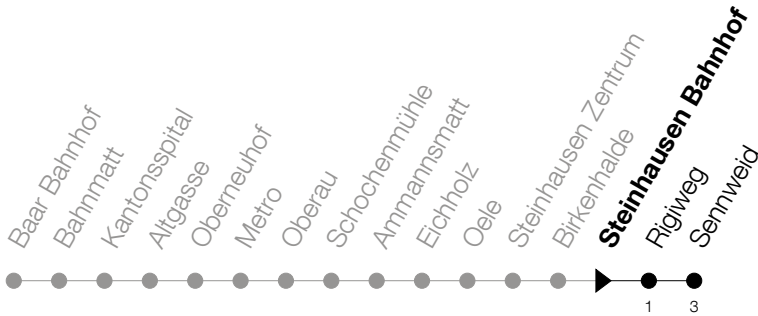 Baar Bahnhof
Bahnmatt
Kantonsspital
Altgasse
Oberneuhof
Metro
Oberau
Schochenmühle
Ammannsmatt
Eichholz
Oele
Steinhausen Zentrum
Birkenhalde
Steinhausen Bahnhof
Rigiweg
Sennweid
1
3